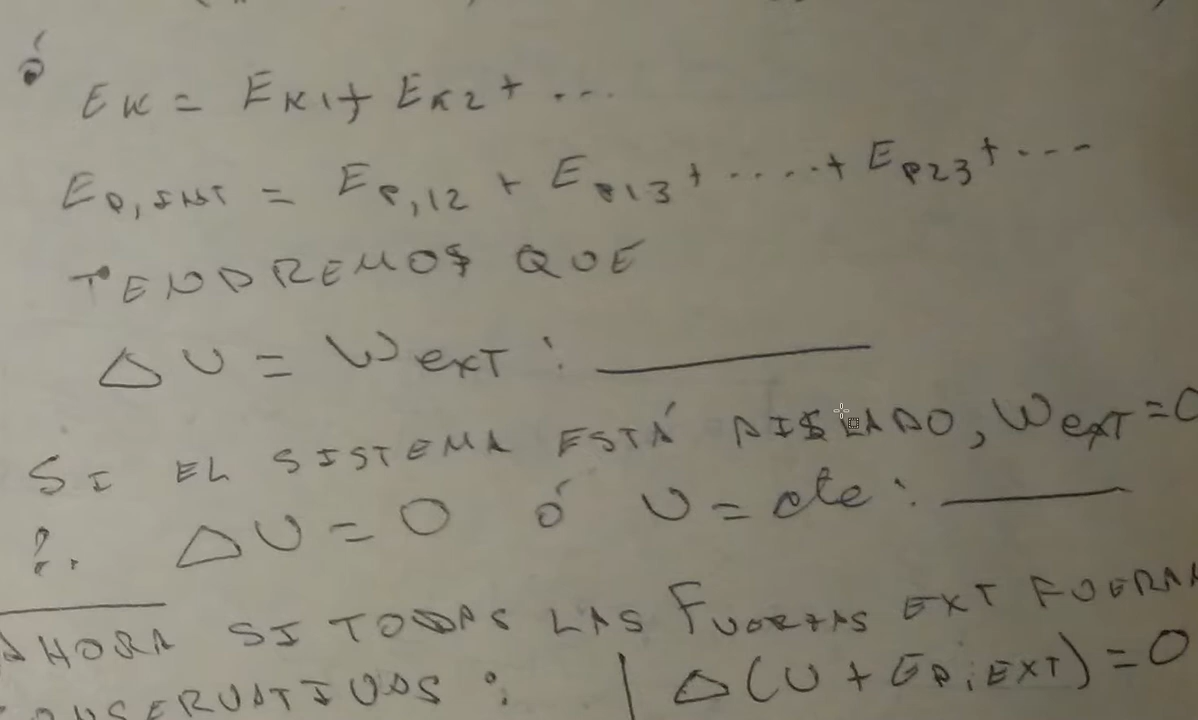 ó
EK = EK1 + EK2 + ...
EP,INT = EP,12 + EP13 + ..... + EP23 + ...
TENDREMOS QUE
ΔU = WEXT :
SI EL SISTEMA ESTÁ AISLADO, WEXT = 0
∴ ΔU = 0 ó U = cte :
AHORA SI TODAS LAS FUERZAS EXT FUERAN
CONSERVATIVAS : | Δ(U + EP,EXT) = 0